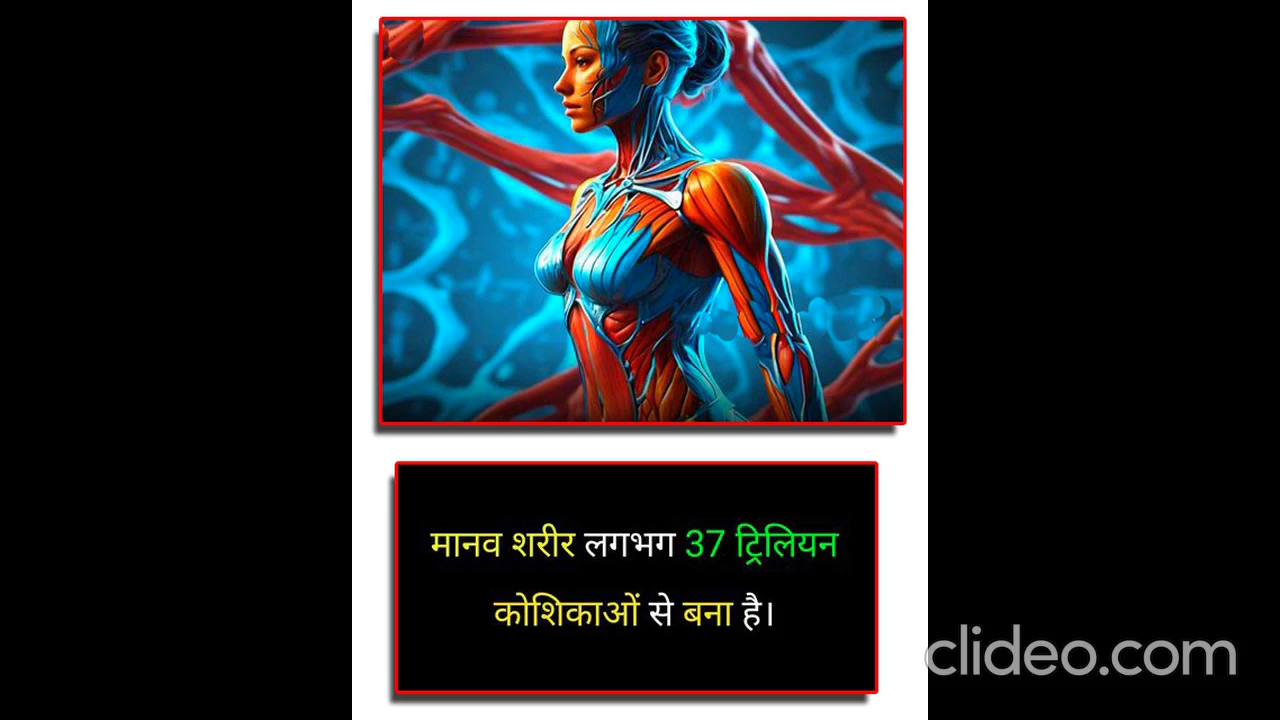 मानव शरीर लगभग 37 ट्रिलियन
कोशिकाओं से बना है।
clideo.com